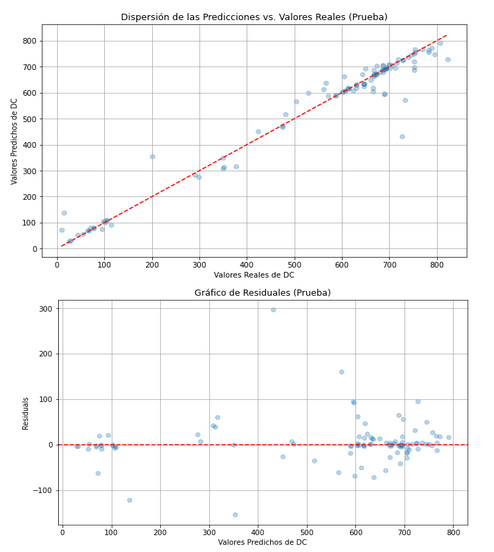 Dispersión de las Predicciones vs. Valores Reales (Prueba)
Valores Predichos de DC
800
700
600
500
400
300
200
100
0
0 100 200 300 400 500 600 700 800
Valores Reales de DC
Gráfico de Residuales (Prueba)
Residuals
300
200
100
0
−100
0 100 200 300 400 500 600 700 800
Valores Predichos de DC